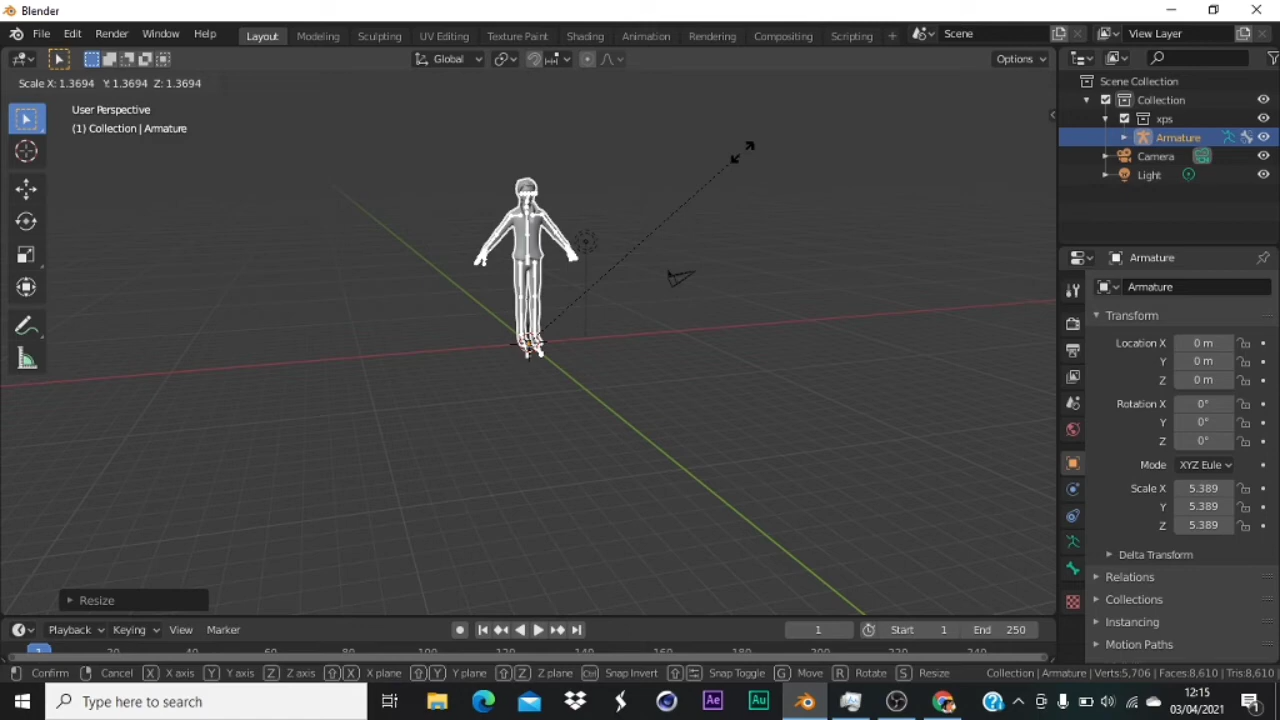 Blender
File Edit Render Window Help Layout Modeling Sculpting UV Editing Texture Paint Shading Animation Rendering Compositing Scripting + Scene View Layer
Global Options
Scale X: 1.3694 Y: 1.3694 Z: 1.3694
User Perspective
(1) Collection | Armature
Scene Collection
Collection
xps
Armature
Camera
Light
Armature
Armature
Transform
Location X 0 m
Y 0 m
Z 0 m
Rotation X 0°
Y 0°
Z 0°
Mode XYZ Eule
Scale X 5.389
Y 5.389
Z 5.389
Delta Transform
Relations
Collections
Instancing
Motion Paths
Resize
Playback Keying View Marker 1 Start 1 End 250
1 20 40 60 80 100 120 140 160 180 200 220 240
Confirm Cancel X X axis Y Y axis Z Z axis X X plane Y Y plane Z Z plane Ctrl Snap Invert Snap Toggle G Move R Rotate S Resize Collection | Armature | Verts:5,706 | Faces:8,610 | Tris:8,610
Type here to search Ae Au 12:15
03/04/2021 1